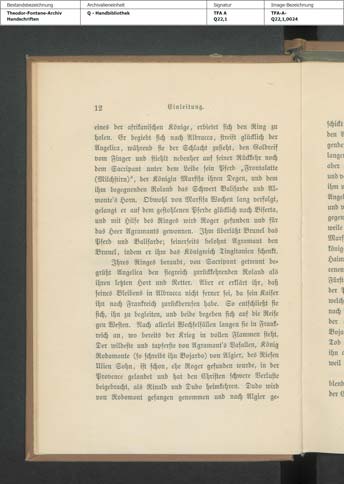 Bestandsbezeichnung
Archivalieneinheit
Signatur
Image-Bezeichnung
Theodor-Fontane-Archiv
Handschriften
Q - Handbibliothek
TFA A
Q22,1
TFA-A-
Q22,1,0024
12 Einleitung.
eines der afrikanischen Könige, erbietet sich den Ring zu
holen. Er begiebt sich nach Albracca, streift glücklich der
Angelica, während sie der Schlacht zusieht, den Goldreif
vom Finger und stiehlt nebenher auf seiner Rückkehr noch
dem Sacripant unter dem Leibe sein Pferd „Frontalatte
(Milchstirn)“, der Königin Marfisa ihren Degen, und dem
ihm begegnenden Roland das Schwert Balisarde und Al-
monte's Horn. Obwohl von Marfisa Wochen lang verfolgt,
gelangt er auf dem gestohlenen Pferde glücklich nach Biserta,
und mit Hilfe des Ringes wird Roger gefunden und für
das Heer Agramants gewonnen. Ihm überläßt Brunel das
Pferd und Balisarde; seinerseits belohnt Agramant den
Brunel, indem er ihm das Königreich Tingitanien schenkt.
Ihres Ringes beraubt, von Sacripant getrennt be-
grüßt Angelica den siegreich zurückkehrenden Roland als
ihren letzten Hort und Retter. Aber er erklärt ihr, daß
seines Bleibens in Albracca nicht ferner sei, da sein Kaiser
ihn nach Frankreich zurückberufen habe. So entschließt sie
sich, ihn zu begleiten, und beide begeben sich auf die Reise
gen Westen. Nach allerlei Wechselfällen langen sie in Frank-
reich an, wo bereits der Krieg in vollen Flammen steht.
Der wildeste und tapferste von Agramant's Vasallen, König
Rodamonte (so schreibt ihn Bojardo) von Algier, des Riesen
Ulien Sohn, ist schon, ehe Roger gefunden wurde, in der
Provence gelandet und hat den Christen schwere Verluste
beigebracht, als Rinald und Dudo heimkehren. Dudo wird
von Rodomont gefangen genommen und nach Algier ge-